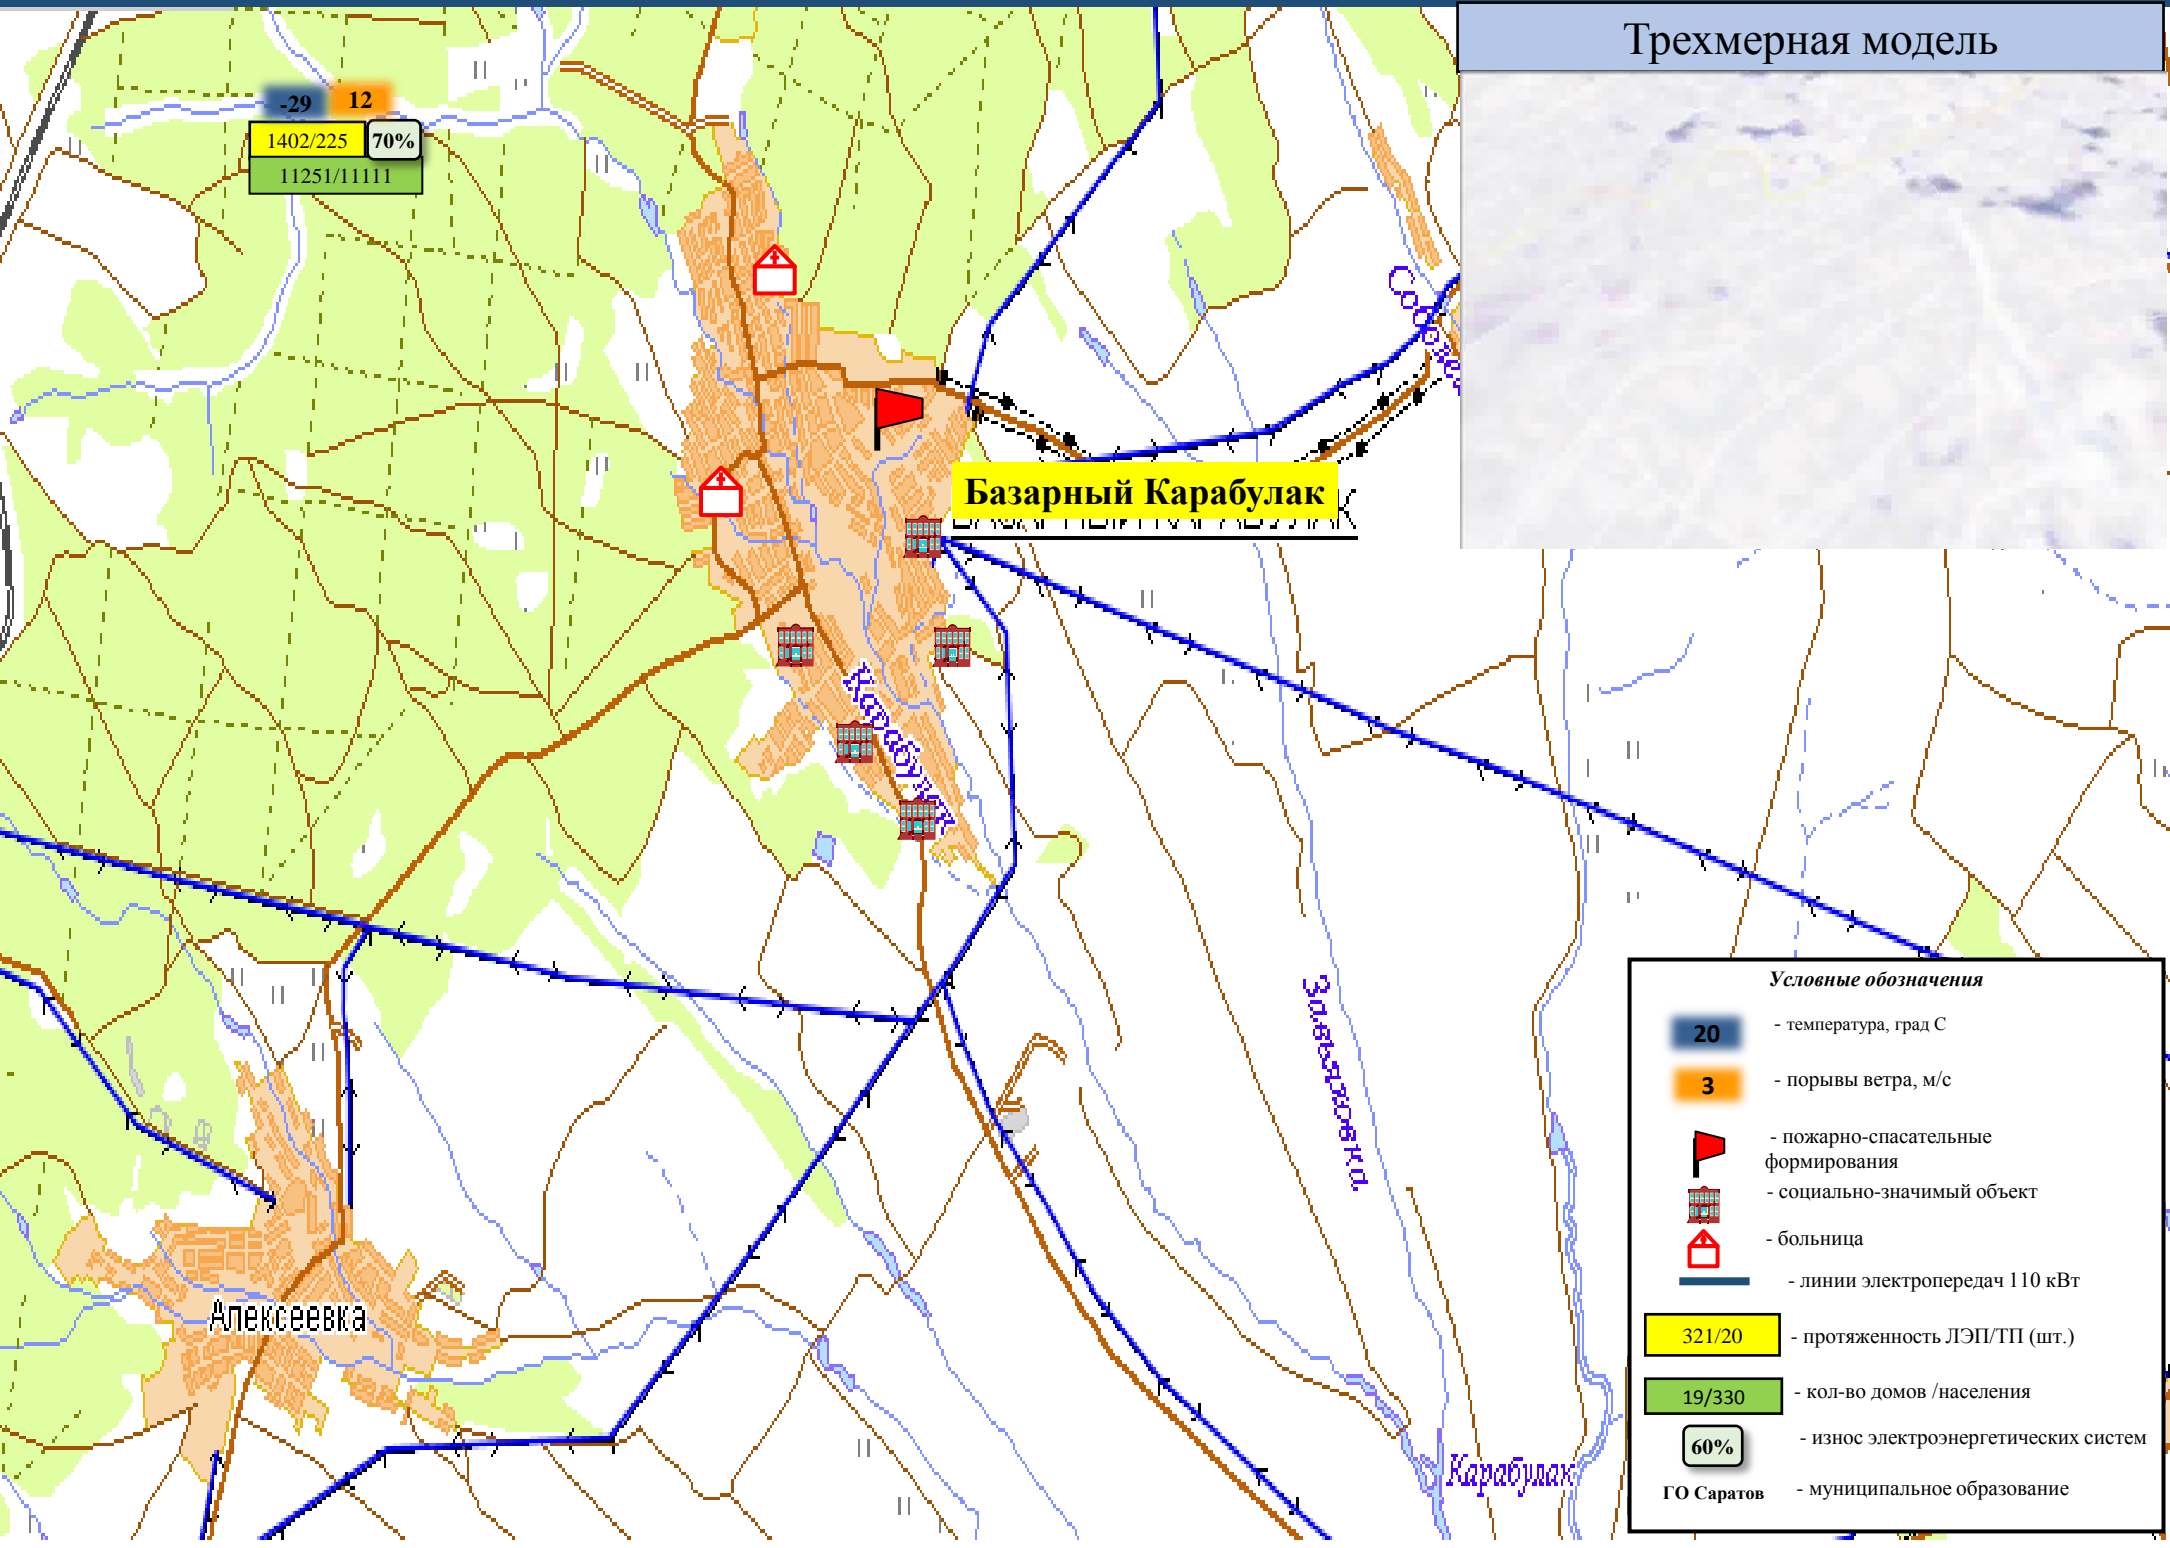 Трехмерная модель
-29
12
1402/225
70%
11251/11111
Базарный Карабулак
Карабулак
Завьяловка
Алексеевка
Карабулак
Условные обозначения
20 - температура, град С
3 - порывы ветра, м/с
- пожарно-спасательные
формирования
- социально-значимый объект
- больница
- линии электропередач 110 кВт
321/20 - протяженность ЛЭП/ТП (шт.)
19/330 - кол-во домов /населения
60% - износ электроэнергетических систем
ГО Саратов - муниципальное образование